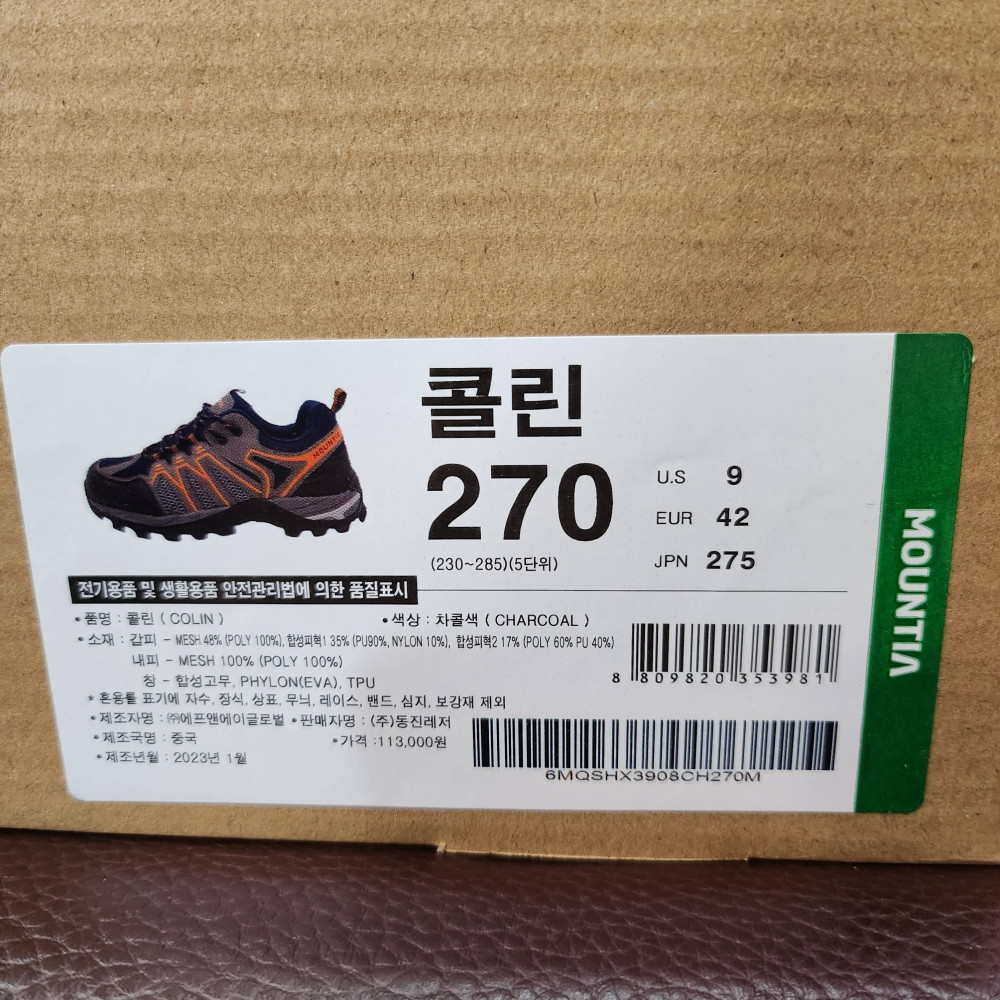 콜린
270
(230~285)(5단위)
U.S 9
EUR 42
JPN 275
MOUNTIA
MOUNTIA
전기용품 및 생활용품 안전관리법에 의한 품질표시
•품명 : 콜린 ( COLIN ) •색상 : 차콜색 ( CHARCOAL )
•소재 : 갑피 - MESH 48% (POLY 100%), 합성피혁1 35% (PU90%, NYLON 10%), 합성피혁2 17% (POLY 60% PU 40%)
내피 - MESH 100% (POLY 100%)
창 - 합성고무, PHYLON(EVA), TPU
* 혼용률 표기에 자수, 장식, 상표, 무늬, 레이스, 밴드, 심지, 보강재 제외
•제조자명 : ㈜에프앤에이글로벌 •판매자명 : (주)동진레저
•제조국명 : 중국 •가격 :113,000원
•제조년월 : 2023년 1월
8 809820 353981
6MQSHX3908CH270M